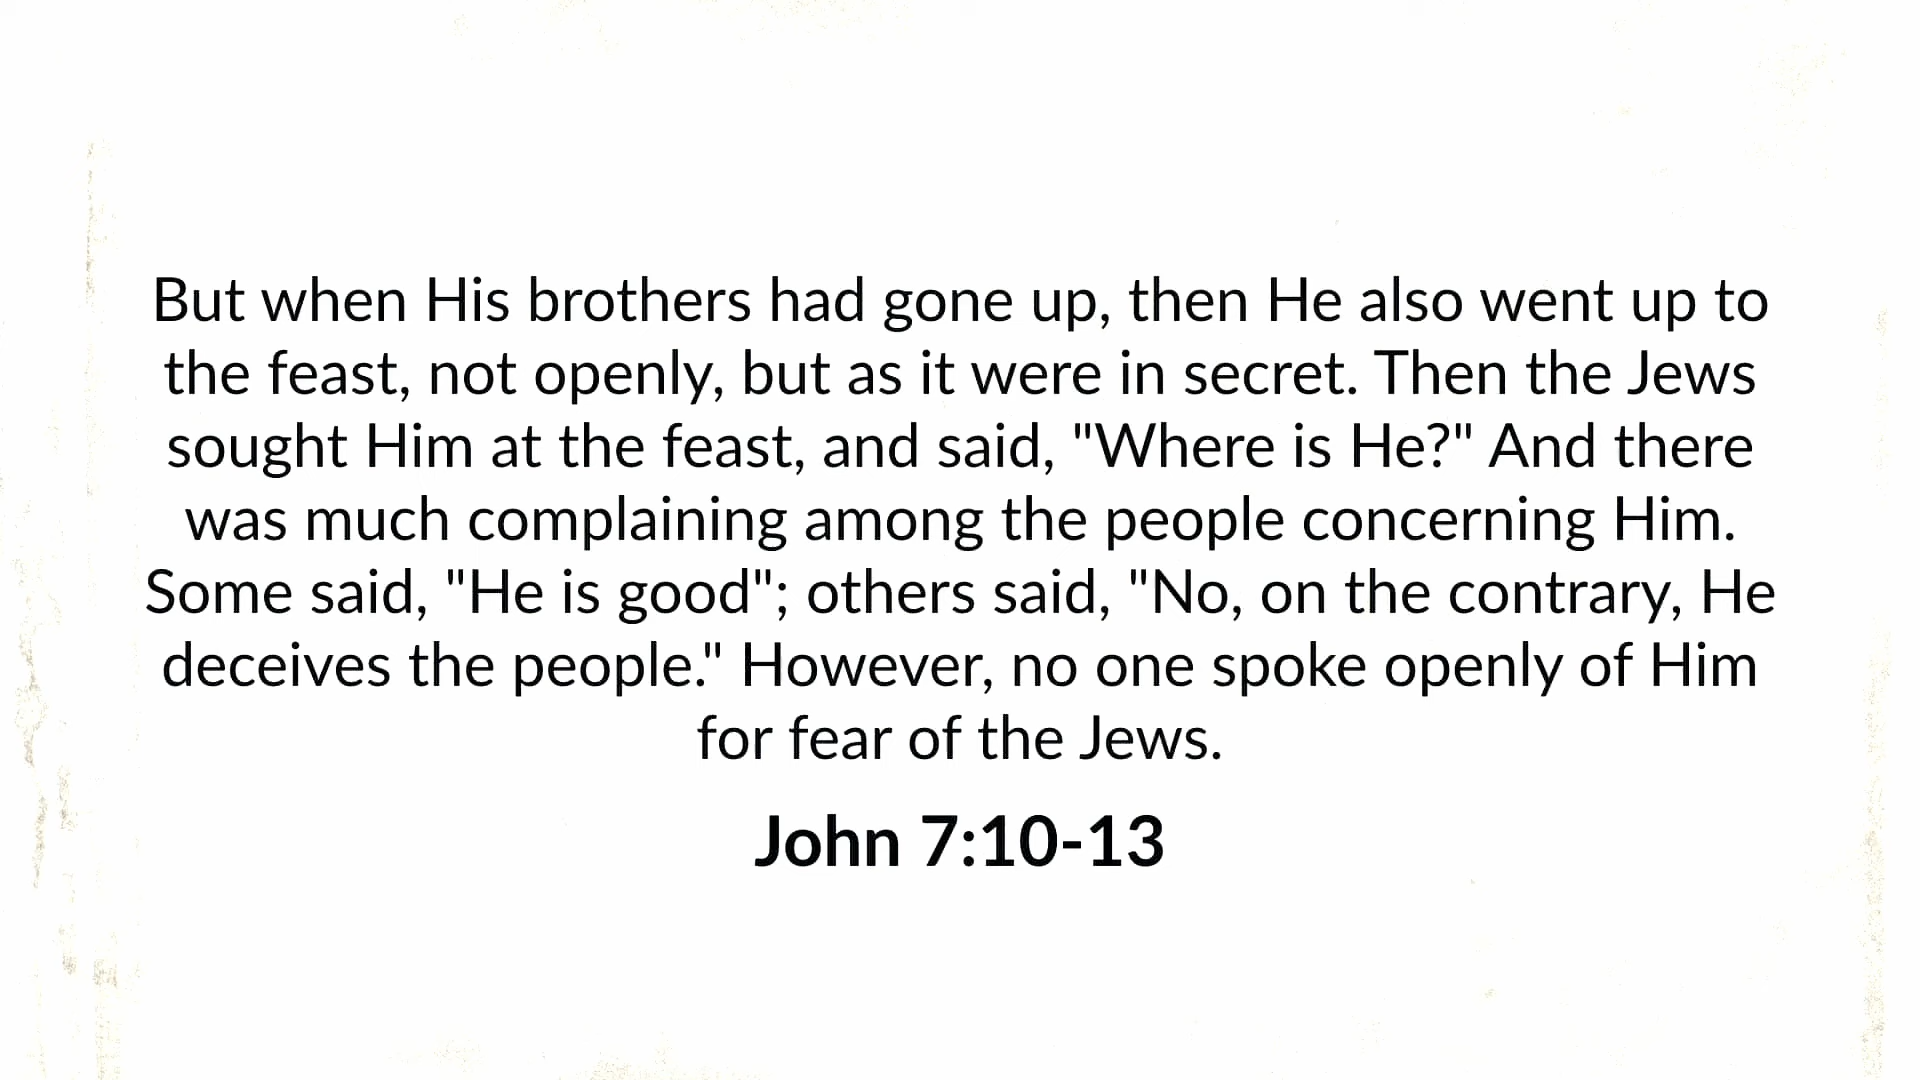 But when His brothers had gone up, then He also went up to
the feast, not openly, but as it were in secret. Then the Jews
sought Him at the feast, and said, "Where is He?" And there
was much complaining among the people concerning Him.
Some said, "He is good"; others said, "No, on the contrary, He
deceives the people." However, no one spoke openly of Him
for fear of the Jews.
John 7:10-13